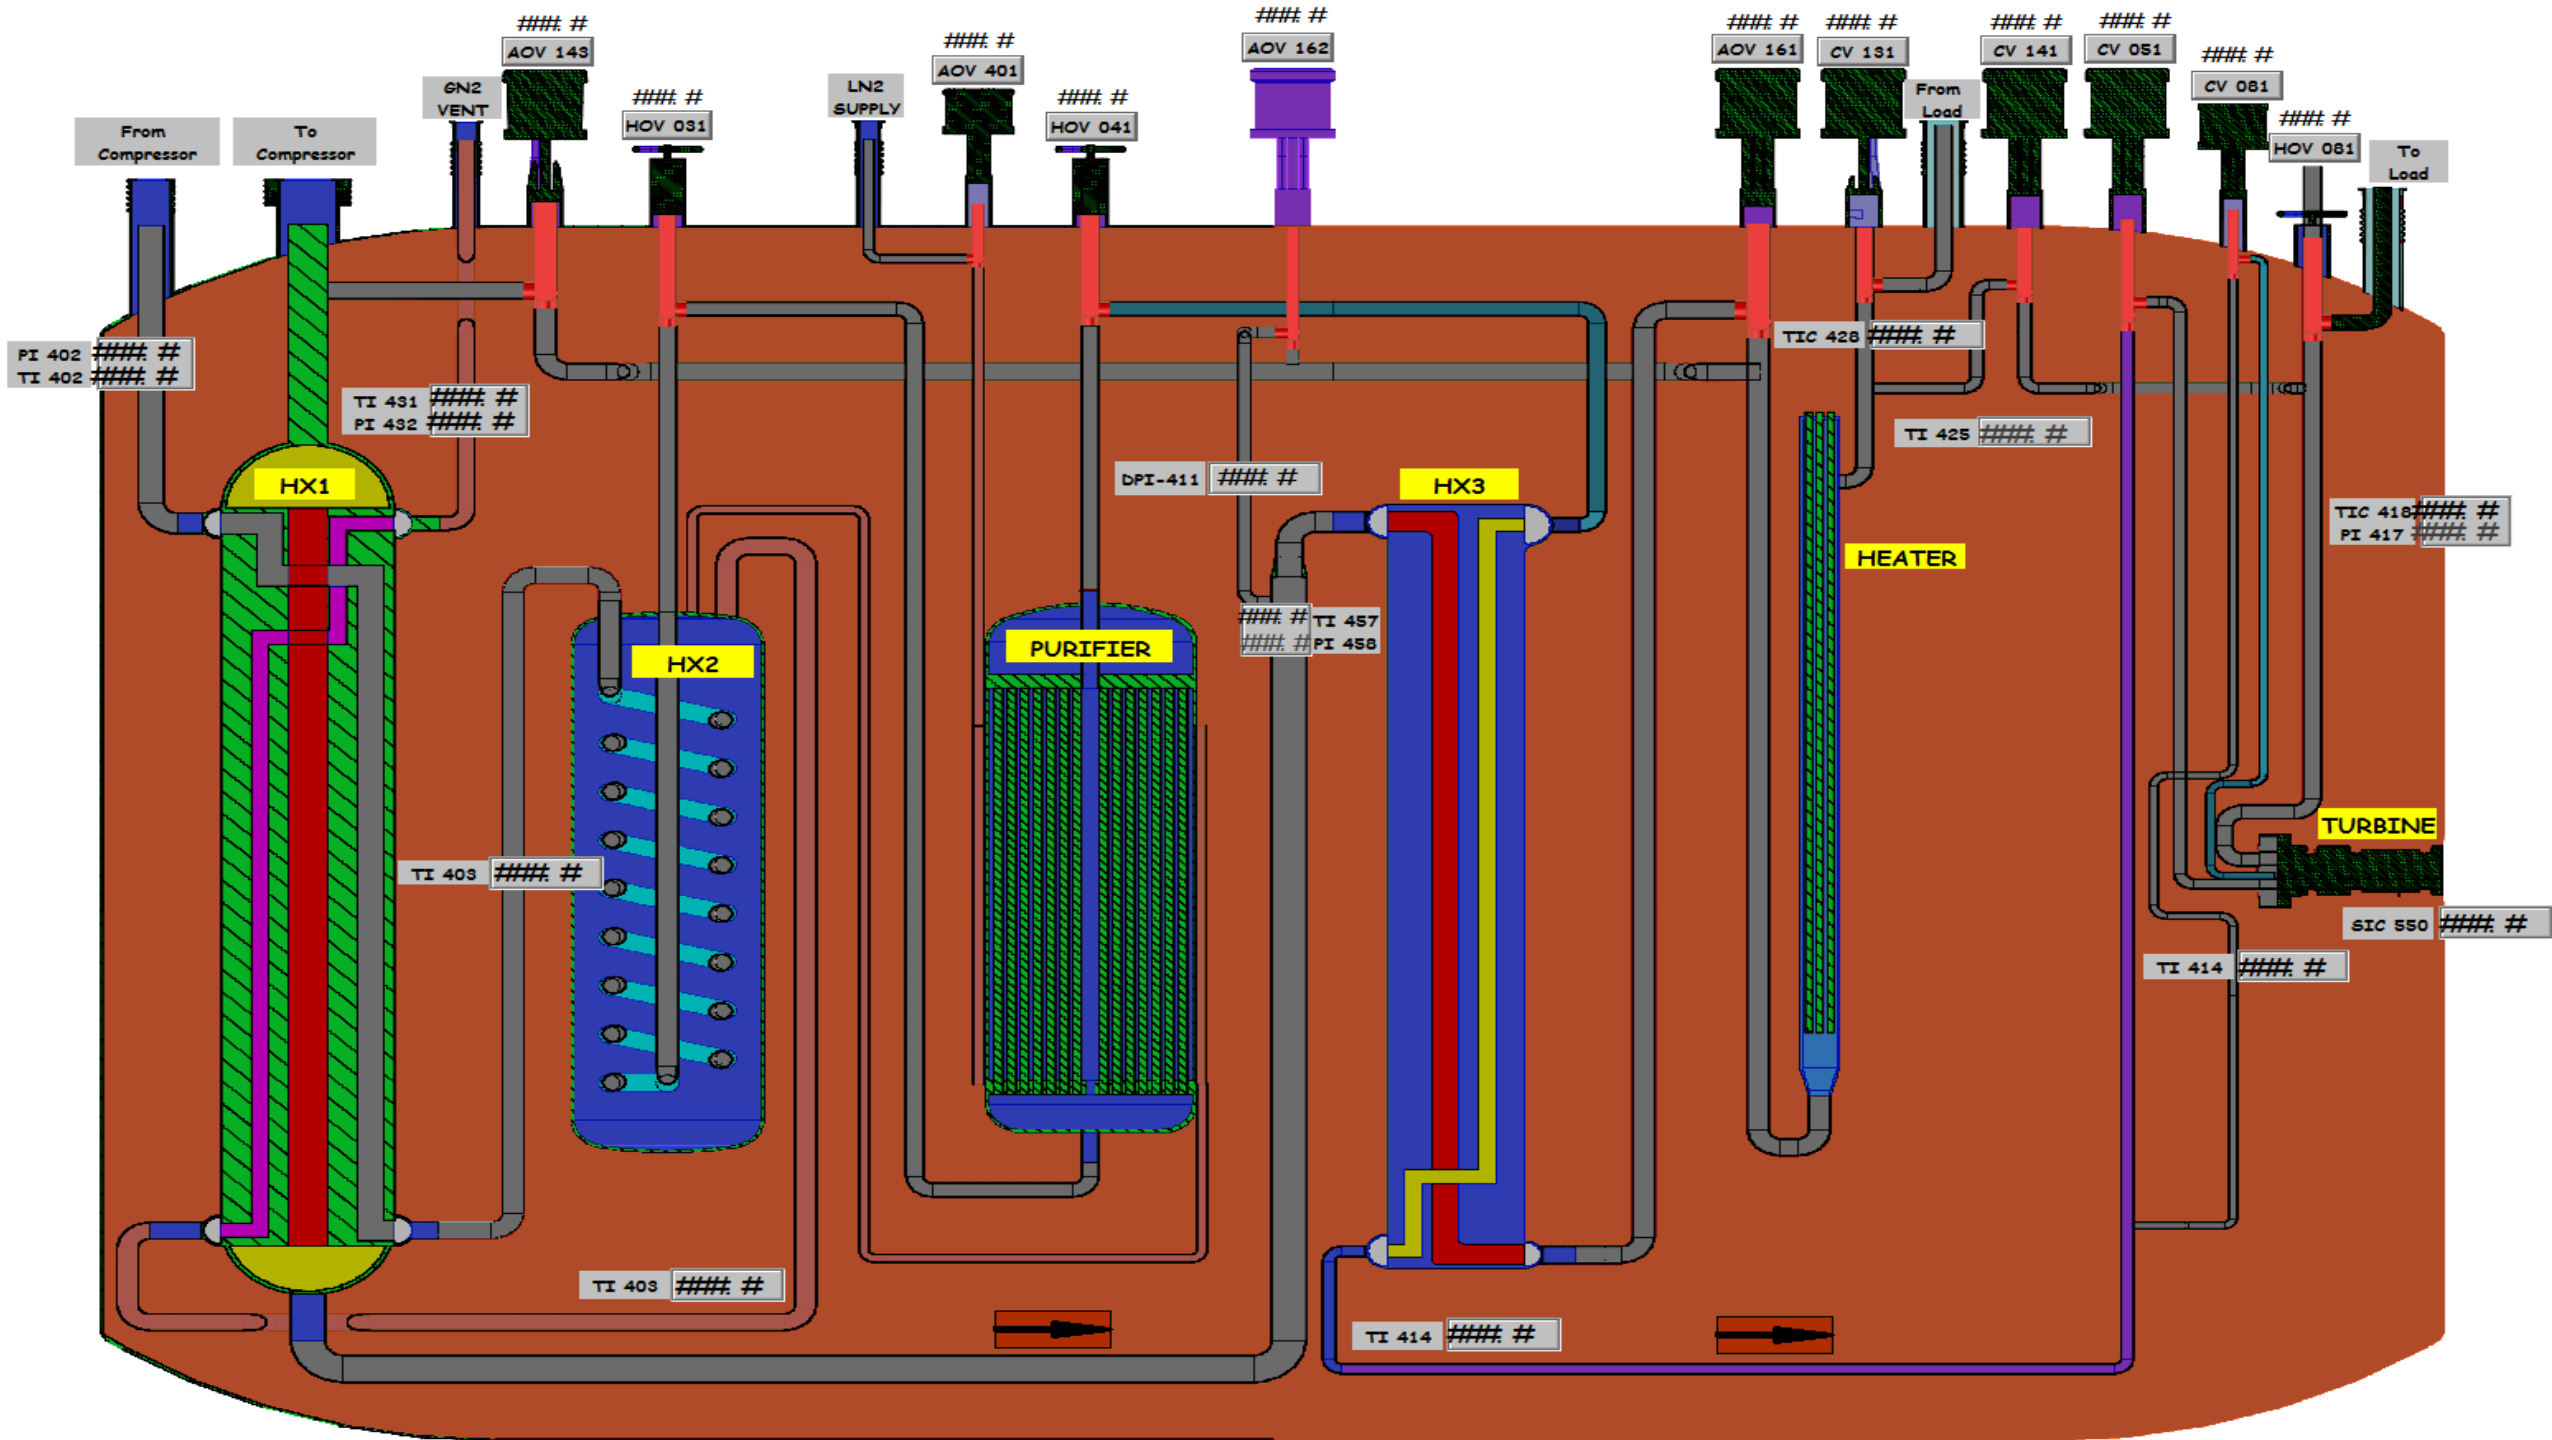 ####.#
AOV 143
####.#
AOV 401
####.#
AOV 162
####.#
AOV 161
####.#
CV 131
####.#
CV 141
####.#
CV 051
####.#
CV 081
####.#
HOV 081
GN2
VENT
####.#
HOV 031
LN2
SUPPLY
####.#
HOV 041
From
Load
To
Load
From
Compressor
To
Compressor
PI 402 ####.#
TI 402 ####.#
TI 431 ####.#
PI 432 ####.#
TIC 428 ####.#
TI 425 ####.#
DPI-411 ####.#
HX1
HX3
TIC 418 ####.#
PI 417 ####.#
HEATER
####.# TI 457
####.# PI 458
PURIFIER
HX2
TURBINE
TI 403 ####.#
SIC 550 ####.#
TI 414 ####.#
TI 403 ####.#
TI 414 ####.#